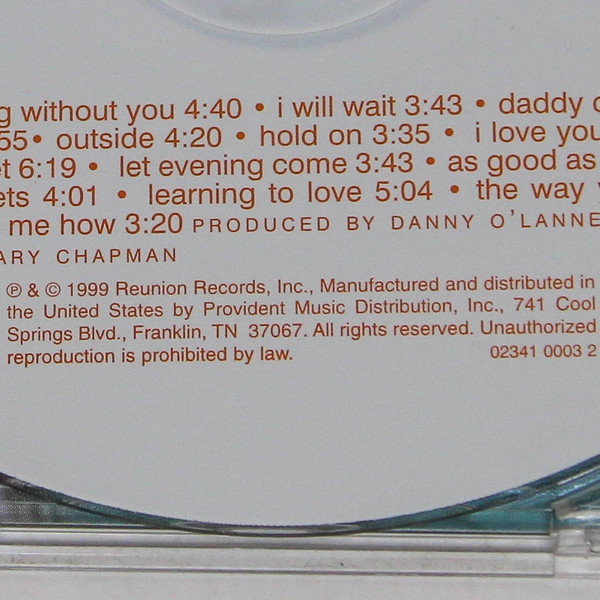 g without you 4:40 • i will wait 3:43 • daddy c
55• outside 4:20 • hold on 3:35 • i love you
et 6:19 • let evening come 3:43 • as good as
ets 4:01 • learning to love 5:04 • the way y
me how 3:20 PRODUCED BY DANNY O'LANNE
ARY CHAPMAN
℗ & © 1999 Reunion Records, Inc., Manufactured and distributed in
the United States by Provident Music Distribution, Inc., 741 Cool
Springs Blvd., Franklin, TN 37067. All rights reserved. Unauthorized
reproduction is prohibited by law. 02341 0003 2